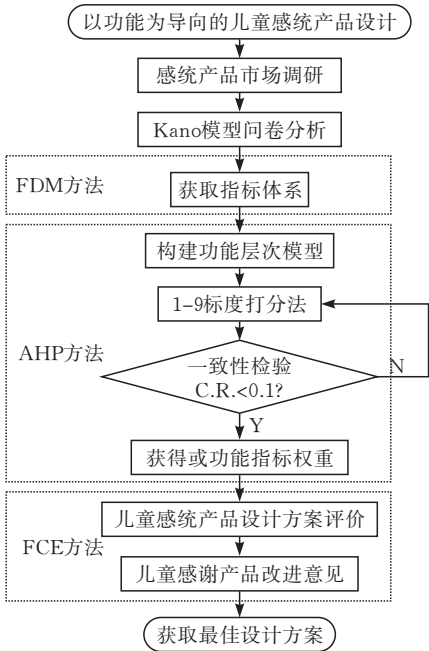 以功能为导向的儿童感统产品设计
感统产品市场调研
Kano模型问卷分析
FDM方法
获取指标体系
构建功能层次模型
1–9标度打分法
AHP方法
一致性检验
C.R.<0.1?
N
Y
获得或功能指标权重
儿童感统产品设计方案评价
FCE方法
儿童感谢产品改进意见
获取最佳设计方案